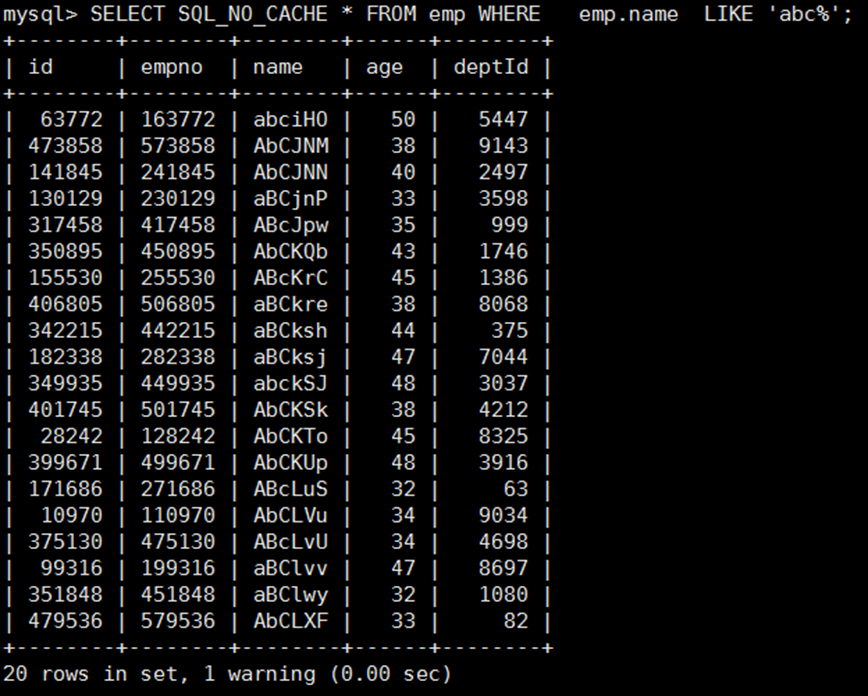 mysql> SELECT SQL_NO_CACHE * FROM emp WHERE   emp.name  LIKE 'abc%';
+--------+--------+--------+------+--------+
| id     | empno  | name   | age  | deptId |
+--------+--------+--------+------+--------+
|  63772 | 163772 | abciHO |   50 |   5447 |
| 473858 | 573858 | AbCJNM |   38 |   9143 |
| 141845 | 241845 | AbCJNN |   40 |   2497 |
| 130129 | 230129 | aBCjnP |   33 |   3598 |
| 317458 | 417458 | ABcJpw |   35 |    999 |
| 350895 | 450895 | AbCKQb |   43 |   1746 |
| 155530 | 255530 | ABcKrC |   45 |   1386 |
| 406805 | 506805 | aBCkre |   38 |   8068 |
| 342215 | 442215 | aBCksh |   44 |    375 |
| 182338 | 282338 | aBCksj |   47 |   7044 |
| 349935 | 449935 | abckSJ |   48 |   3037 |
| 401745 | 501745 | AbCKSk |   38 |   4212 |
|  28242 | 128242 | AbCKTo |   45 |   8325 |
| 399671 | 499671 | AbCKUp |   48 |   3916 |
| 171686 | 271686 | ABcLuS |   32 |     63 |
|  10970 | 110970 | AbCLVu |   34 |   9034 |
| 375130 | 475130 | ABcLvU |   34 |   4698 |
|  99316 | 199316 | aBClvv |   47 |   8697 |
| 351848 | 451848 | aBClwy |   32 |   1080 |
| 479536 | 579536 | AbCLXF |   33 |     82 |
+--------+--------+--------+------+--------+
20 rows in set, 1 warning (0.00 sec)